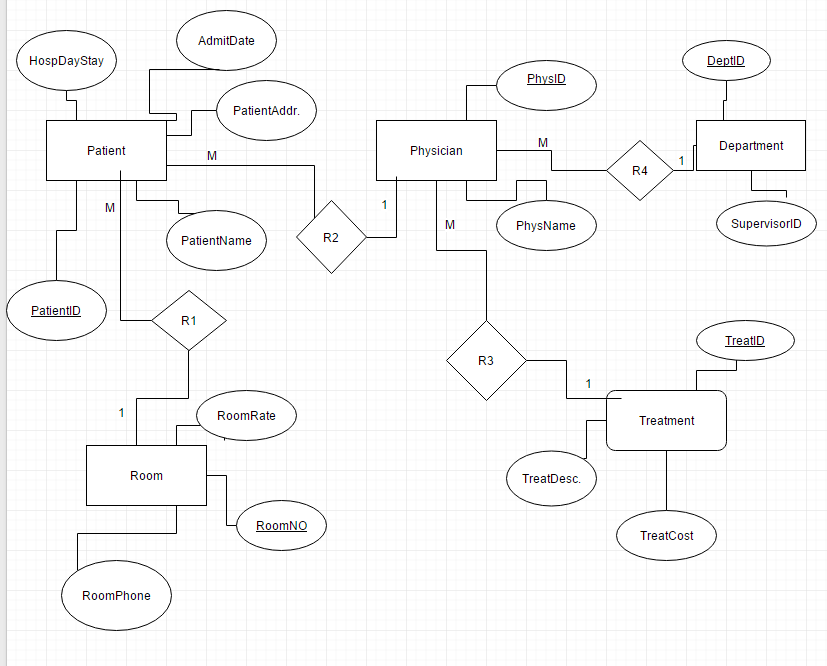 AdmitDate
HospDayStay
DeptID
PhysID
PatientAddr.
Patient
M
Physician
M
Department
1
R4
M
1
M
SupervisorID
PhysName
R2
PatientName
PatientID
R1
TreatID
R3
1
1
RoomRate
Treatment
Room
TreatDesc.
RoomNO
TreatCost
RoomPhone